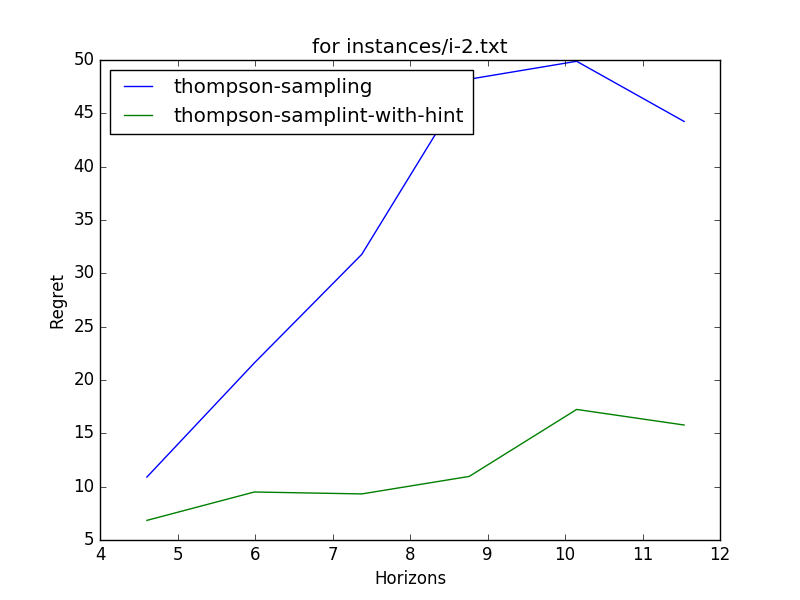 for instances/i-2.txt
thompson-sampling
thompson-samplint-with-hint
50
45
40
35
30
25
20
15
10
5
Regret
4 5 6 7 8 9 10 11 12
Horizons